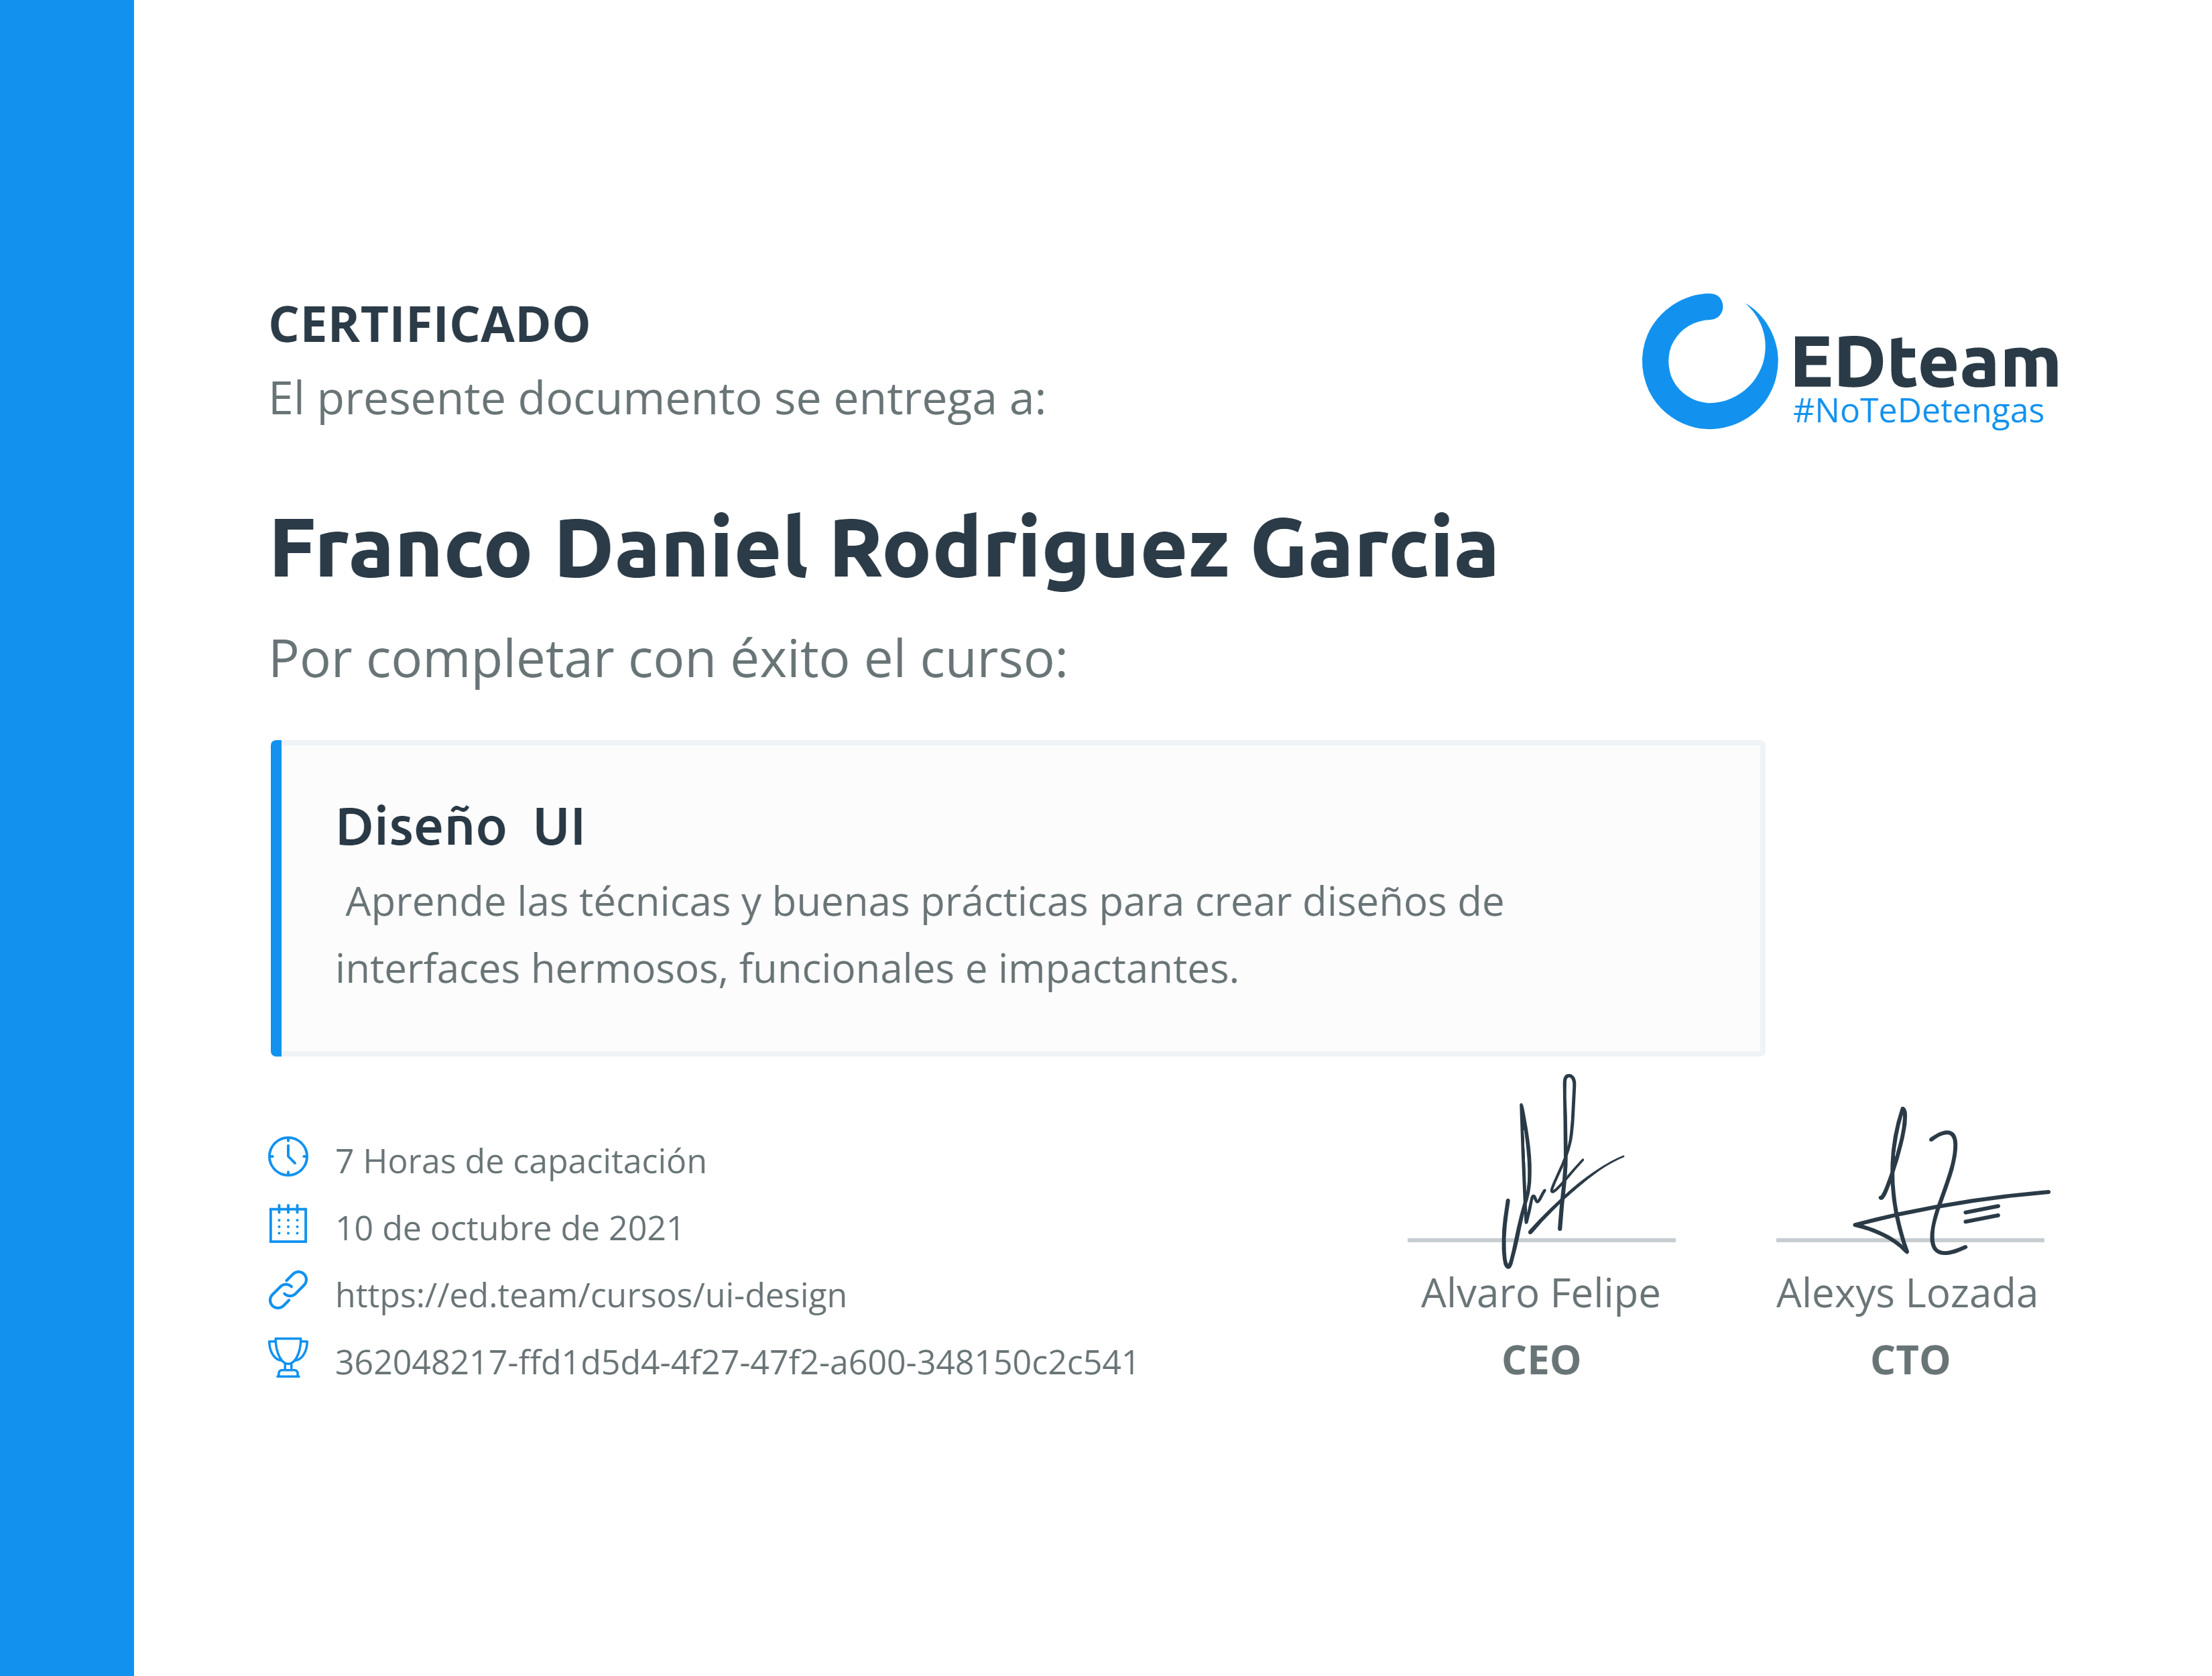 CERTIFICADO
El presente documento se entrega a:
EDteam
#NoTeDetengas
Franco Daniel Rodriguez Garcia
Por completar con éxito el curso:
Diseño UI
Aprende las técnicas y buenas prácticas para crear diseños de
interfaces hermosos, funcionales e impactantes.
7 Horas de capacitación
10 de octubre de 2021
https://ed.team/cursos/ui-design
362048217-ffd1d5d4-4f27-47f2-a600-348150c2c541
Alvaro Felipe
CEO
Alexys Lozada
CTO